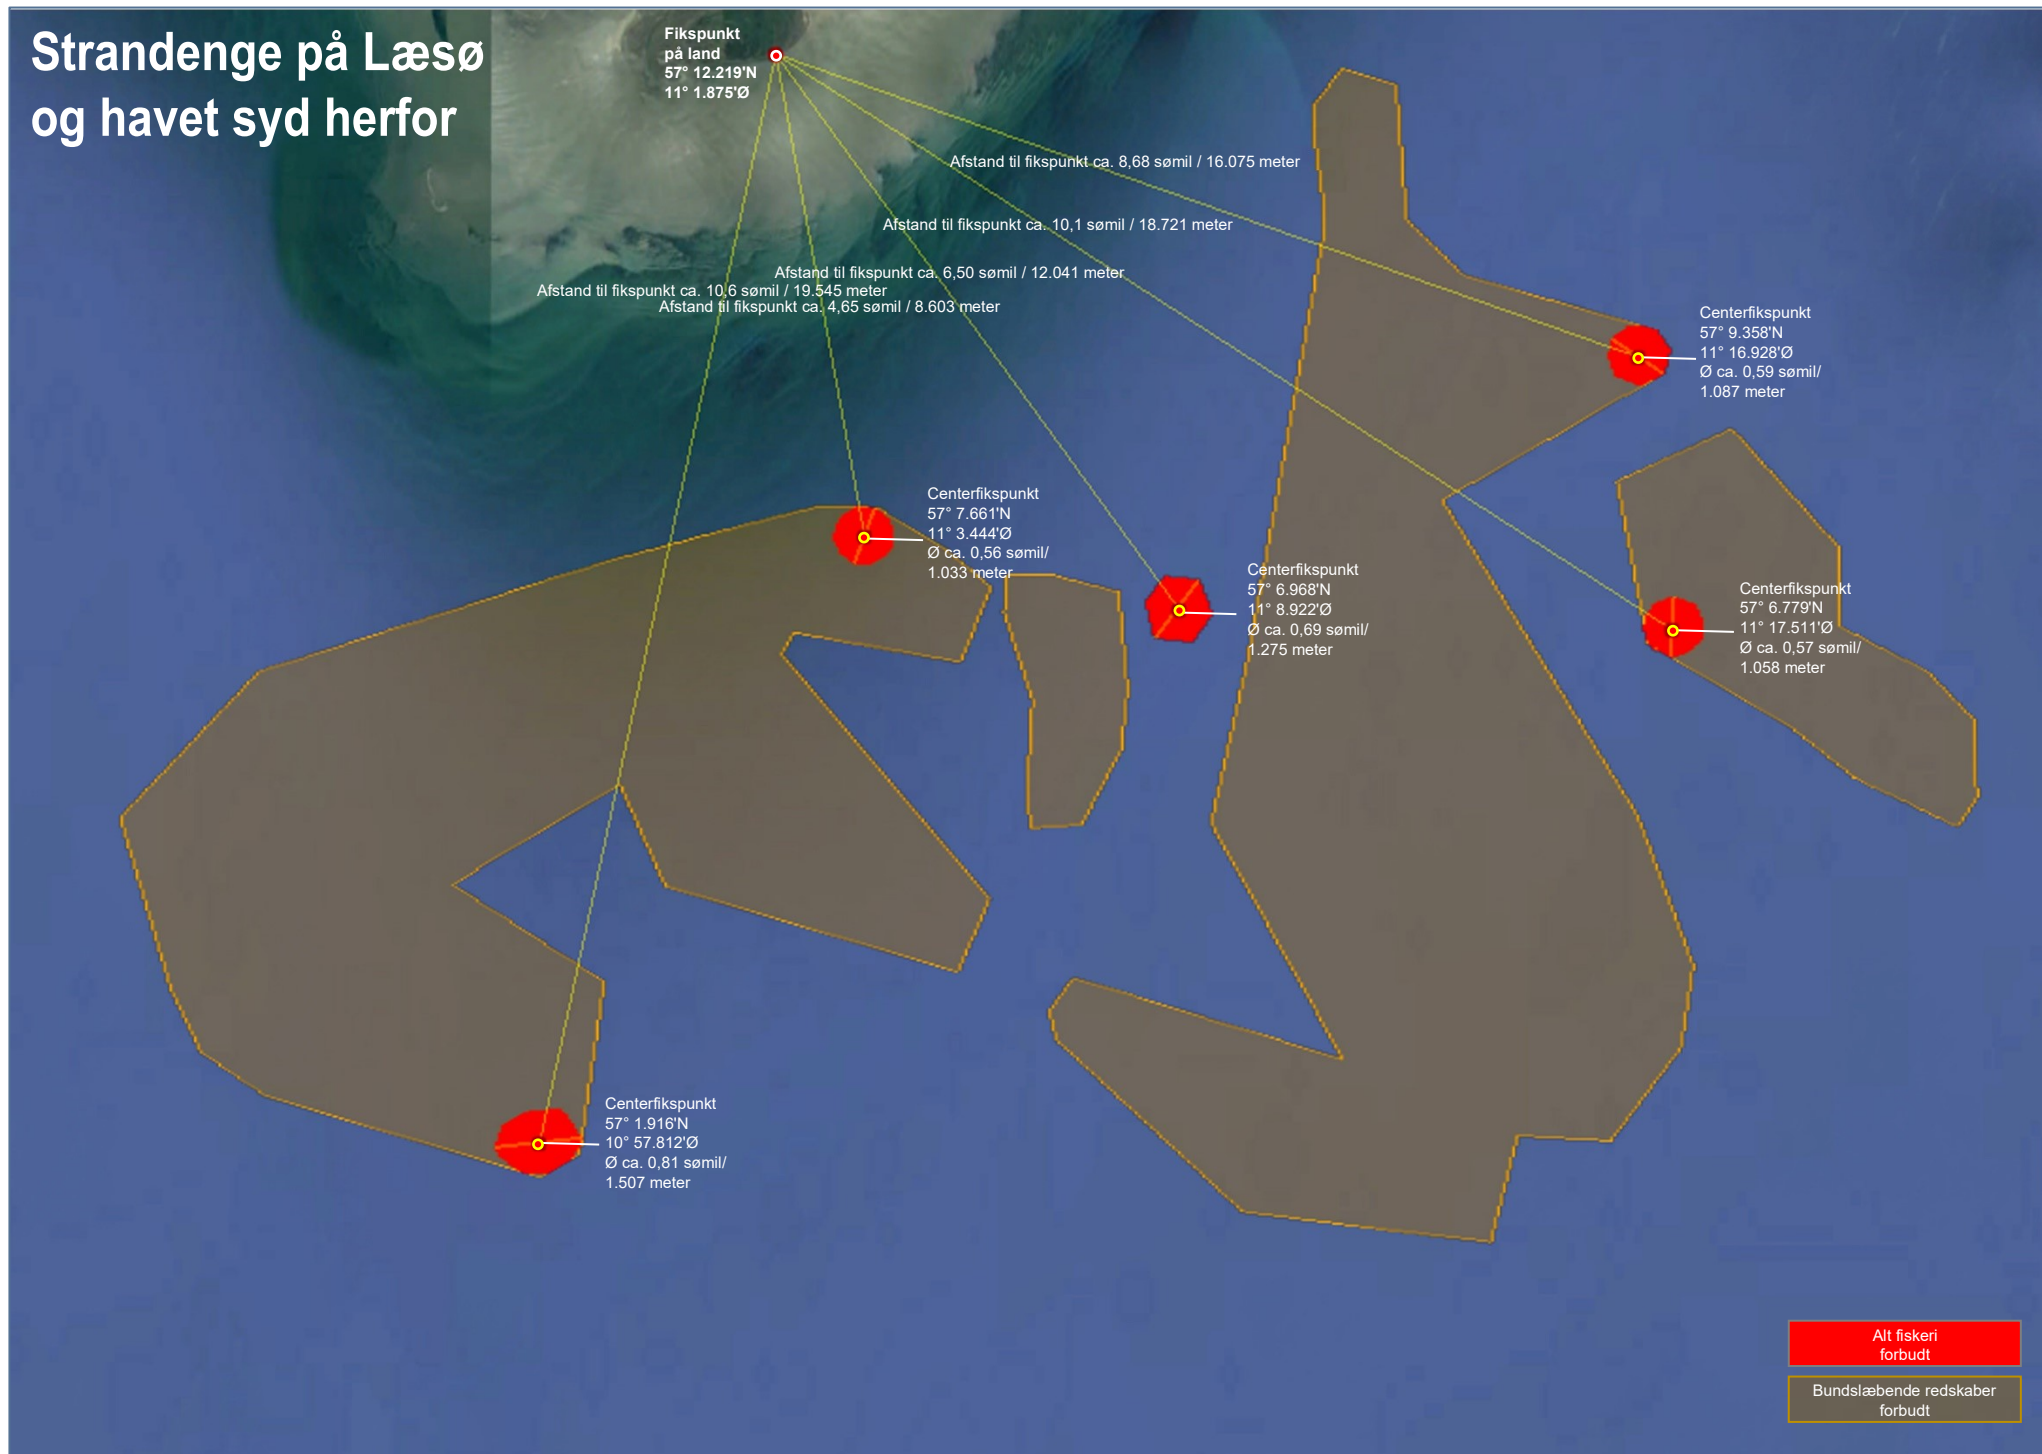 Strandenge på Læsø
og havet syd herfor
Fikspunkt
på land
57° 12.219'N
11° 1.875'Ø
Afstand til fikspunkt ca. 8,68 sømil / 16.075 meter
Afstand til fikspunkt ca. 10,1 sømil / 18.721 meter
Afstand til fikspunkt ca. 6,50 sømil / 12.041 meter
Afstand til fikspunkt ca. 10,6 sømil / 19.545 meter
Afstand til fikspunkt ca. 4,65 sømil / 8.603 meter
Centerfikspunkt
57° 9.358'N
11° 16.928'Ø
Ø ca. 0,59 sømil/
1.087 meter
Centerfikspunkt
57° 7.661'N
11° 3.444'Ø
Ø ca. 0,56 sømil/
1.033 meter
Centerfikspunkt
57° 6.968'N
11° 8.922'Ø
Ø ca. 0,69 sømil/
1.275 meter
Centerfikspunkt
57° 6.779'N
11° 17.511'Ø
Ø ca. 0,57 sømil/
1.058 meter
Centerfikspunkt
57° 1.916'N
10° 57.812'Ø
Ø ca. 0,81 sømil/
1.507 meter
Alt fiskeri
forbudt
Bundslæbende redskaber
forbudt